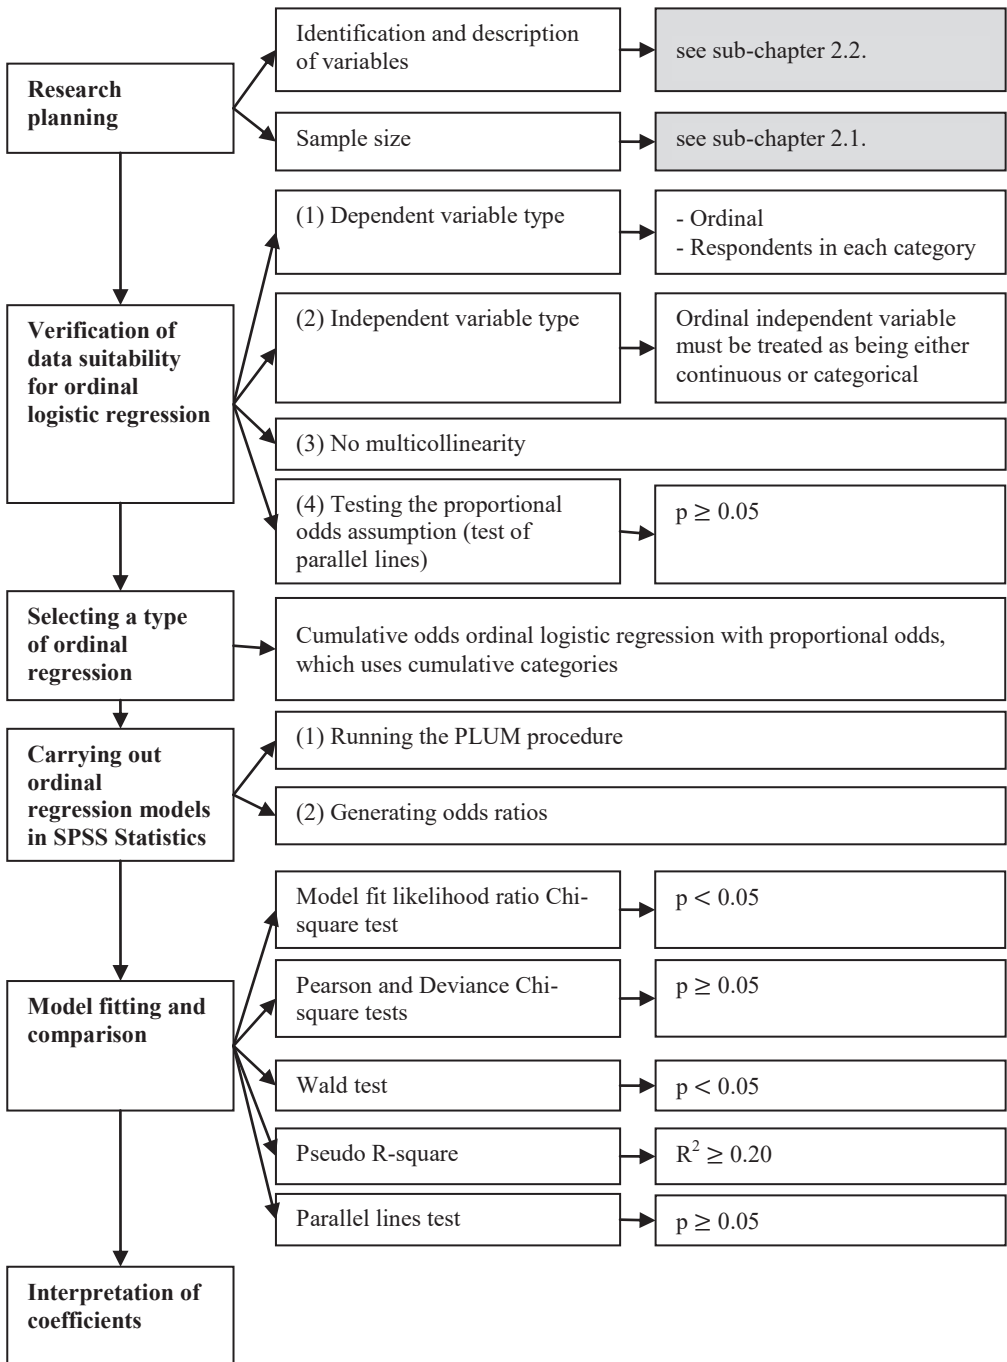 Research
planning
Identification and description
of variables
see sub-chapter 2.2.
Sample size
see sub-chapter 2.1.
Verification of
data suitability
for ordinal
logistic regression
(1) Dependent variable type
- Ordinal
- Respondents in each category
(2) Independent variable type
Ordinal independent variable
must be treated as being either
continuous or categorical
(3) No multicollinearity
(4) Testing the proportional
odds assumption (test of
parallel lines)
p ≥ 0.05
Selecting a type
of ordinal
regression
Cumulative odds ordinal logistic regression with proportional odds,
which uses cumulative categories
Carrying out
ordinal
regression models
in SPSS Statistics
(1) Running the PLUM procedure
(2) Generating odds ratios
Model fitting and
comparison
Model fit likelihood ratio Chi-
square test
p < 0.05
Pearson and Deviance Chi-
square tests
p ≥ 0.05
Wald test
p < 0.05
Pseudo R-square
R² ≥ 0.20
Parallel lines test
p ≥ 0.05
Interpretation of
coefficients